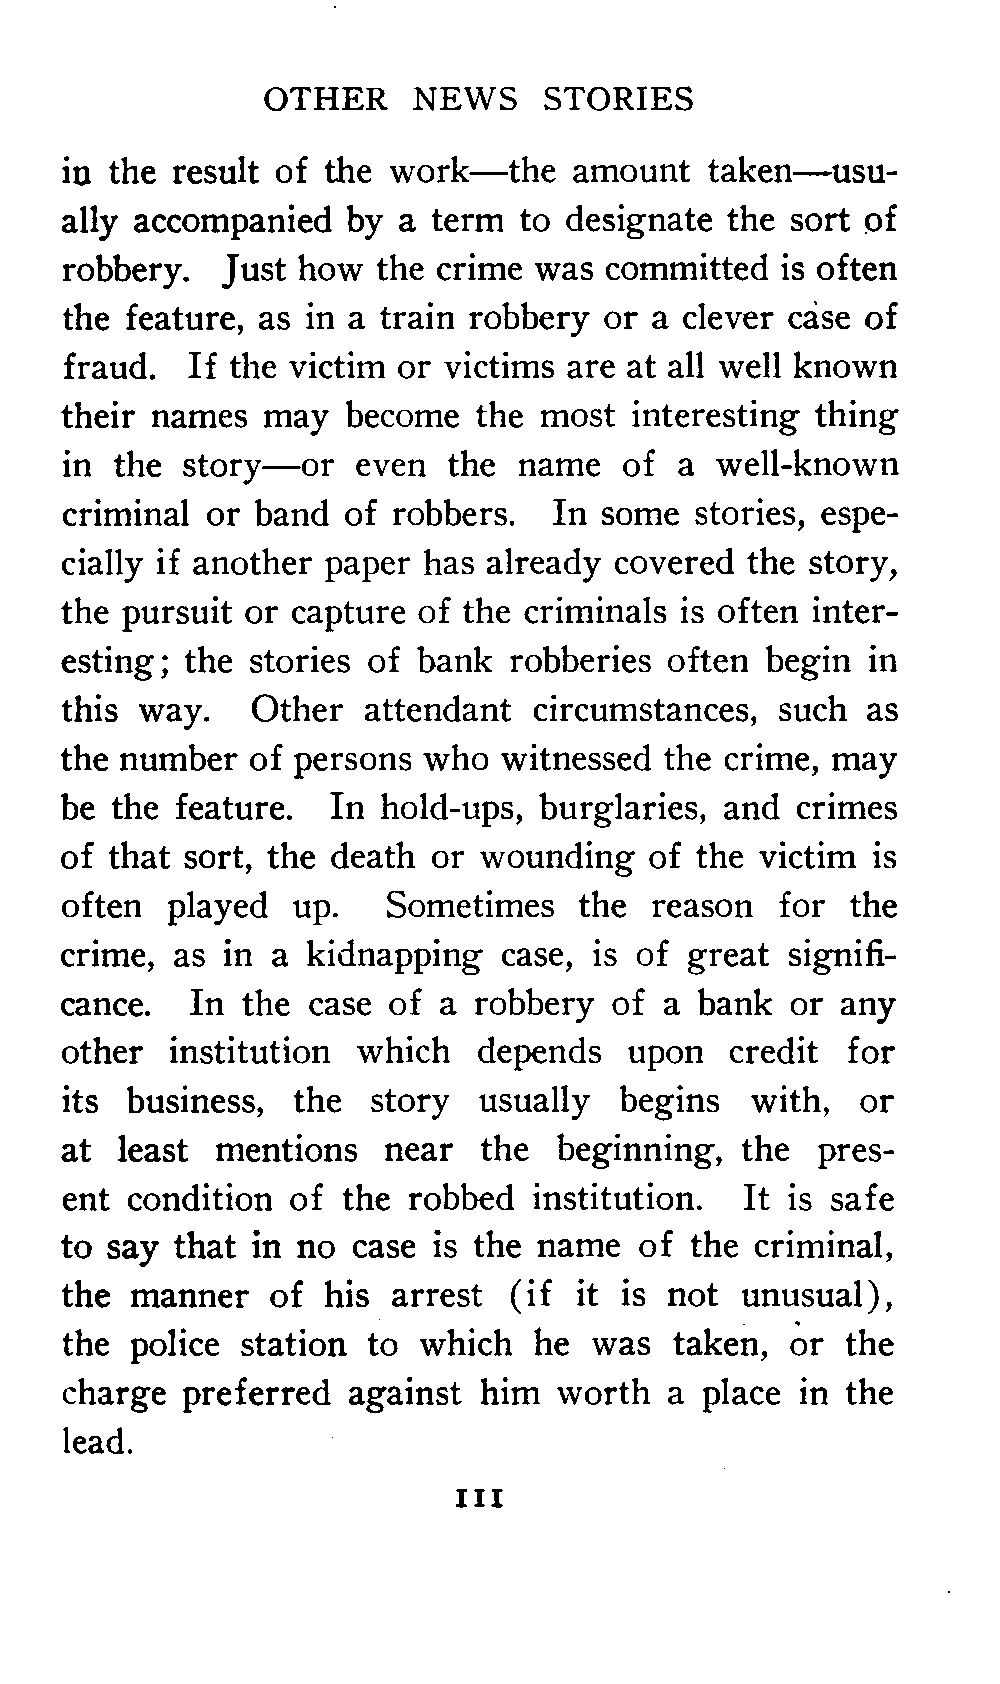 OTHER NEWS STORIES
in the result of the work—the amount taken—usu-
ally accompanied by a term to designate the sort of
robbery. Just how the crime was committed is often
the feature, as in a train robbery or a clever case of
fraud. If the victim or victims are at all well known
their names may become the most interesting thing
in the story—or even the name of a well-known
criminal or band of robbers. In some stories, espe-
cially if another paper has already covered the story,
the pursuit or capture of the criminals is often inter-
esting; the stories of bank robberies often begin in
this way. Other attendant circumstances, such as
the number of persons who witnessed the crime, may
be the feature. In hold-ups, burglaries, and crimes
of that sort, the death or wounding of the victim is
often played up. Sometimes the reason for the
crime, as in a kidnapping case, is of great signifi-
cance. In the case of a robbery of a bank or any
other institution which depends upon credit for
its business, the story usually begins with, or
at least mentions near the beginning, the pres-
ent condition of the robbed institution. It is safe
to say that in no case is the name of the criminal,
the manner of his arrest (if it is not unusual),
the police station to which he was taken, or the
charge preferred against him worth a place in the
lead.
111